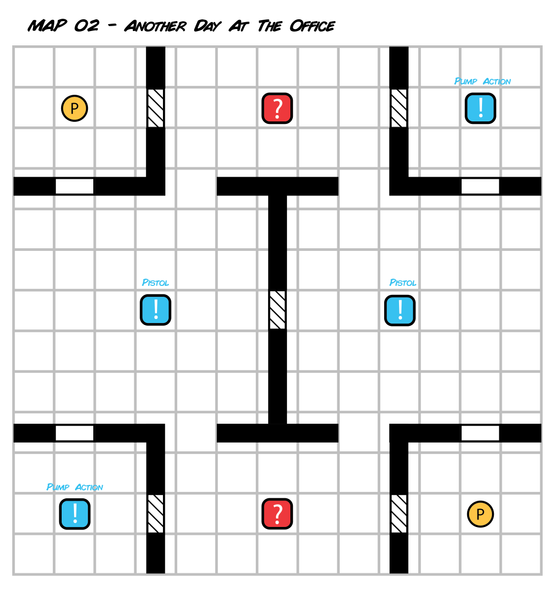 MAP 02 - ANOTHER DAY AT THE OFFICE
PUMP ACTION
P
?
!
PISTOL
PISTOL
!
!
PUMP ACTION
!
?
P